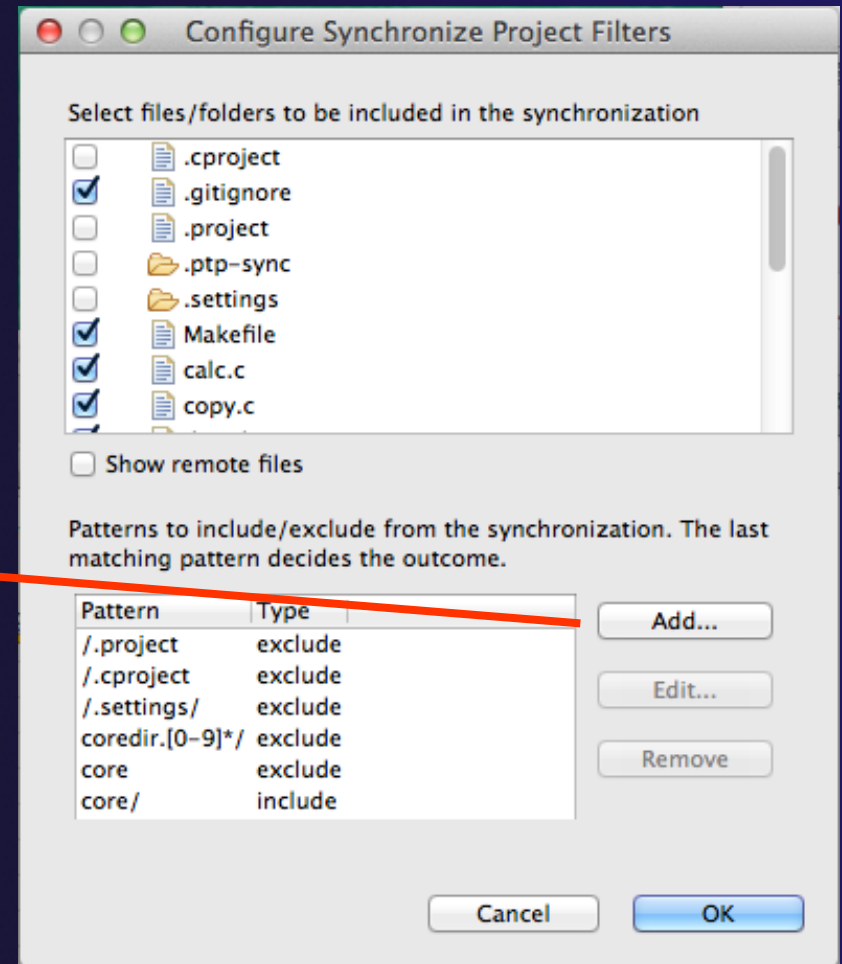 Configure Synchronize Project Filters
Select files/folders to be included in the synchronization
.cproject
.gitignore
.project
.ptp-sync
.settings
Makefile
calc.c
copy.c
Show remote files
Patterns to include/exclude from the synchronization. The last
matching pattern decides the outcome.
Pattern Type
/.project exclude
/.cproject exclude
/.settings/ exclude
coredir.[0-9]*/ exclude
core exclude
core/ include
Add...
Edit...
Remove
Cancel OK